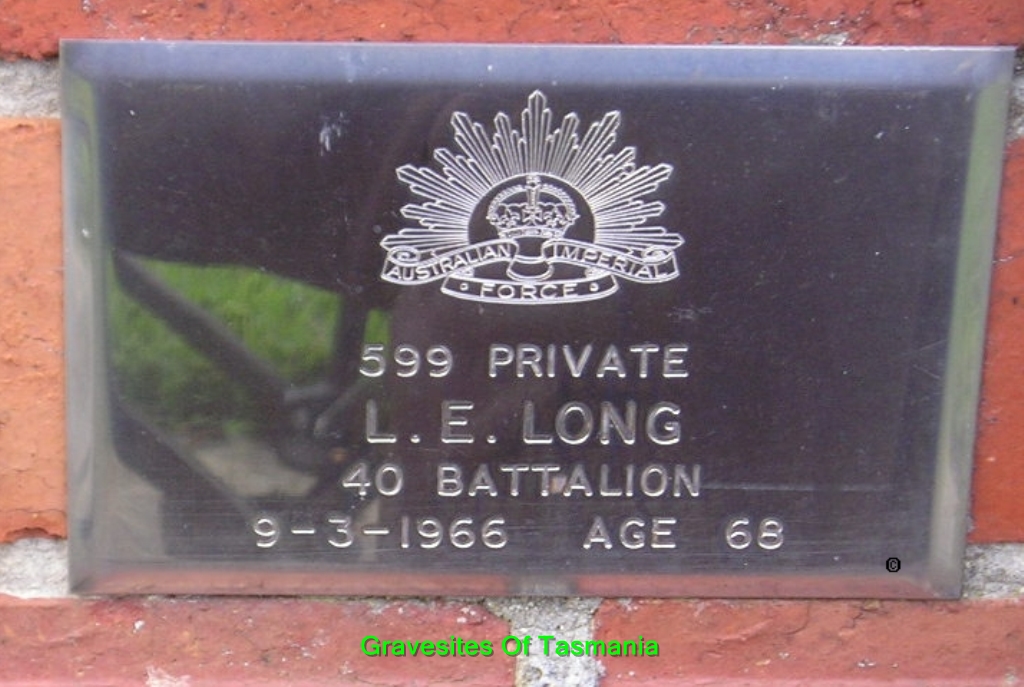 AUSTRALIAN IMPERIAL
FORCE
599 PRIVATE
L. E. LONG
40 BATTALION
9-3-1966 AGE 68
©
Gravesites Of Tasmania